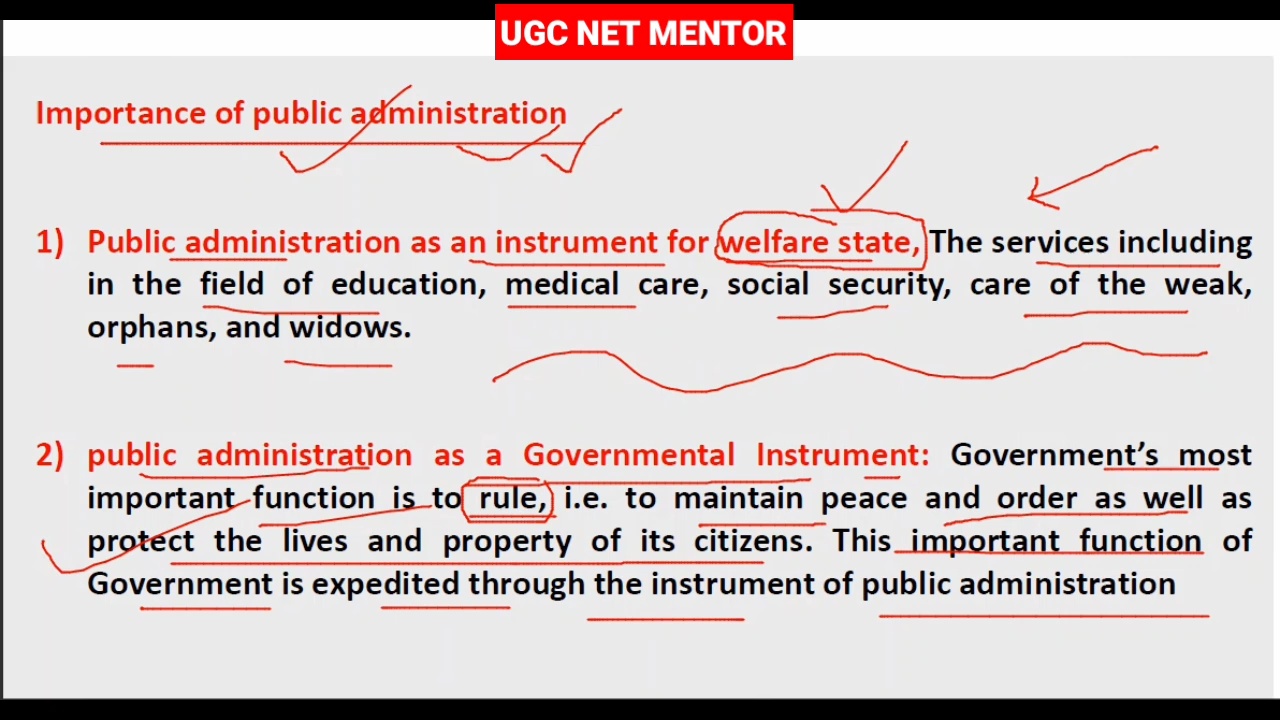 UGC NET MENTOR
Importance of public administration
1) Public administration as an instrument for welfare state, The services including
in the field of education, medical care, social security, care of the weak,
orphans, and widows.
2) public administration as a Governmental Instrument: Government's most
important function is to rule, i.e. to maintain peace and order as well as
protect the lives and property of its citizens. This important function of
Government is expedited through the instrument of public administration